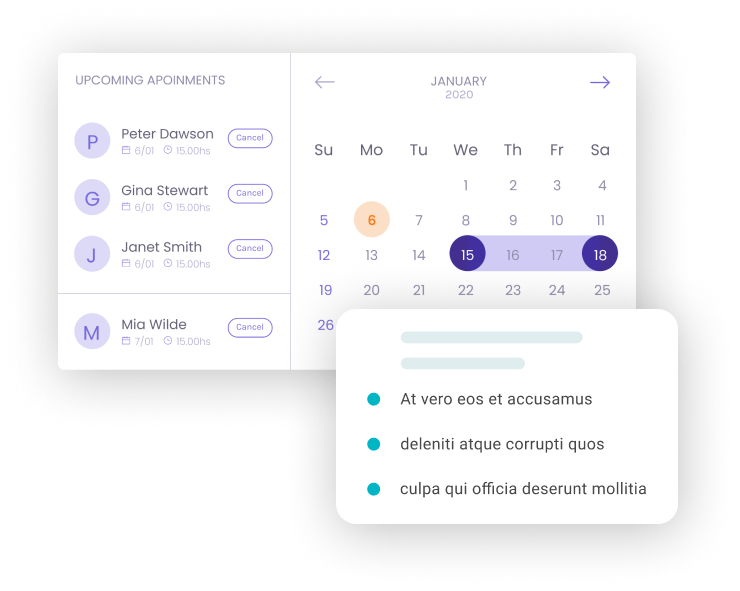 UPCOMING APOINMENTS
P
Peter Dawson
6/01 15.00hs
Cancel
G
Gina Stewart
6/01 15.00hs
Cancel
J
Janet Smith
6/01 15.00hs
Cancel
M
Mia Wilde
7/01 15.00hs
Cancel
JANUARY
2020
Su Mo Tu We Th Fr Sa
1 2 3 4
5 6 7 8 9 10 11
12 13 14 15 16 17 18
19 20 21 22 23 24 25
26
At vero eos et accusamus
deleniti atque corrupti quos
culpa qui officia deserunt mollitia